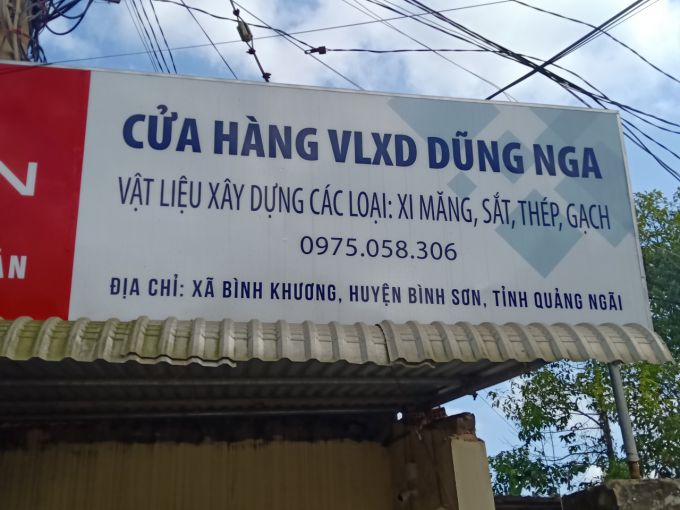 CỬA HÀNG VLXD DŨNG NGA
VẬT LIỆU XÂY DỰNG CÁC LOẠI: XI MĂNG, SẮT, THÉP, GẠCH
0975.058.306
ĐỊA CHỈ: XÃ BÌNH KHƯƠNG, HUYỆN BÌNH SƠN, TỈNH QUẢNG NGÃI